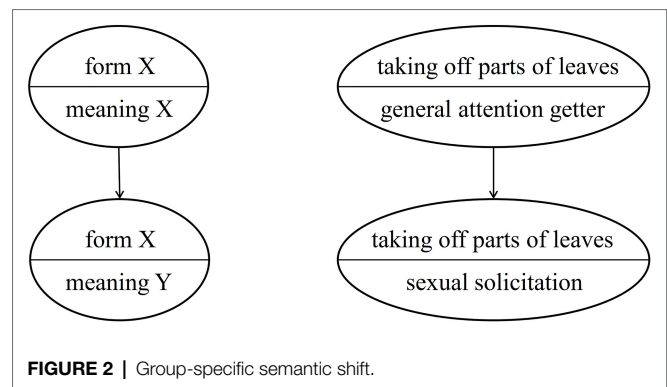 form X
meaning X
form X
meaning Y
taking off parts of leaves
general attention getter
taking off parts of leaves
sexual solicitation
FIGURE 2 | Group-specific semantic shift.